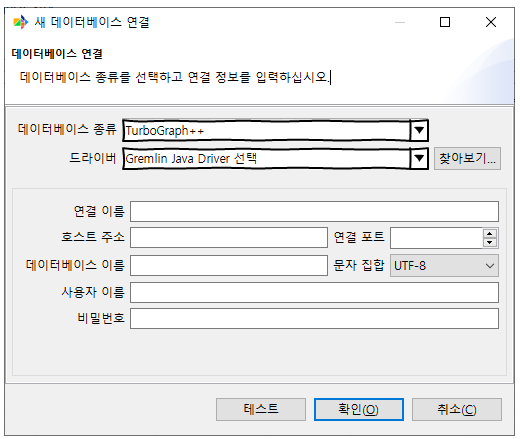 새 데이터베이스 연결
데이터베이스 연결
데이터베이스 종류를 선택하고 연결 정보를 입력하십시오.
데이터베이스 종류 TurboGraph++
드라이버 Gremlin Java Driver 선택 찾아보기...
연결 이름
호스트 주소 연결 포트
데이터베이스 이름 문자 집합 UTF-8
사용자 이름
비밀번호
테스트 확인(O) 취소(C)